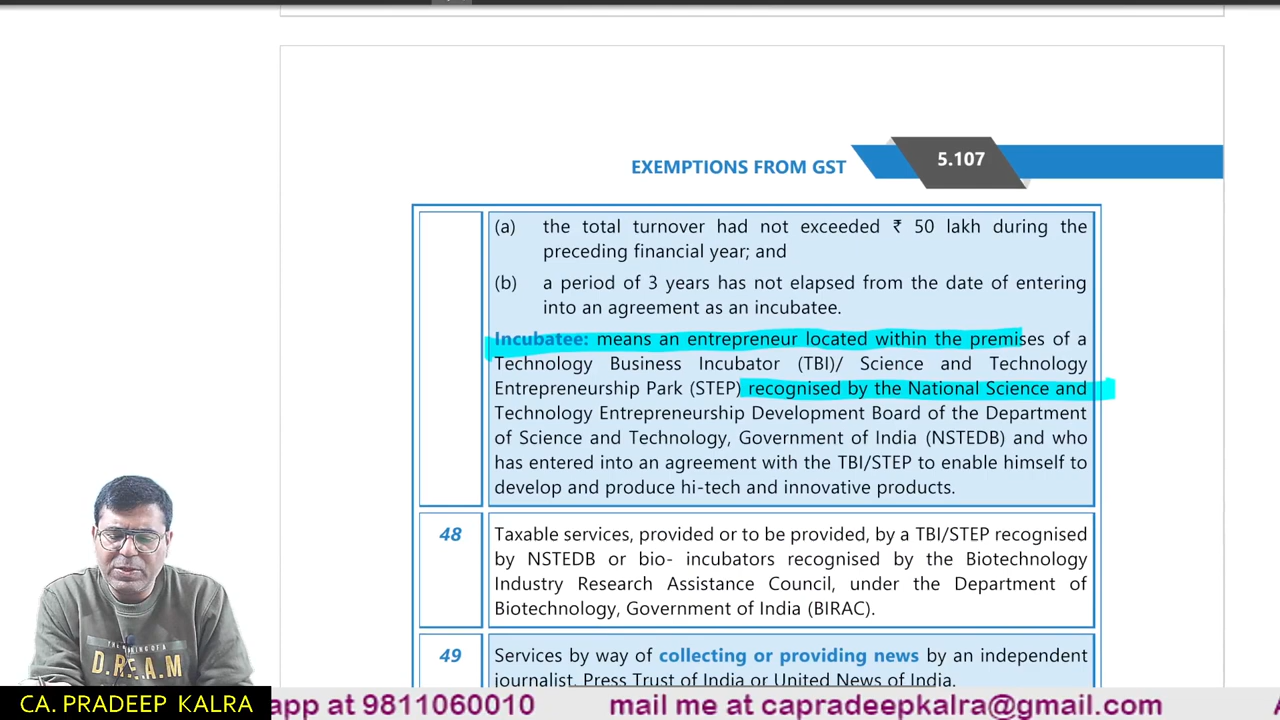 EXEMPTIONS FROM GST
5.107
(a) the total turnover had not exceeded ₹ 50 lakh during the
preceding financial year; and
(b) a period of 3 years has not elapsed from the date of entering
into an agreement as an incubatee.
Incubatee: means an entrepreneur located within the premises of a
Technology Business Incubator (TBI)/ Science and Technology
Entrepreneurship Park (STEP) recognised by the National Science and
Technology Entrepreneurship Development Board of the Department
of Science and Technology, Government of India (NSTEDB) and who
has entered into an agreement with the TBI/STEP to enable himself to
develop and produce hi-tech and innovative products.
48
Taxable services, provided or to be provided, by a TBI/STEP recognised
by NSTEDB or bio- incubators recognised by the Biotechnology
Industry Research Assistance Council, under the Department of
Biotechnology, Government of India (BIRAC).
49
Services by way of collecting or providing news by an independent
journalist, Press Trust of India or United News of India.
D.R.E.A.M
CA. PRADEEP KALRA
app at 9811060010 mail me at capradeepkalra@gmail.com